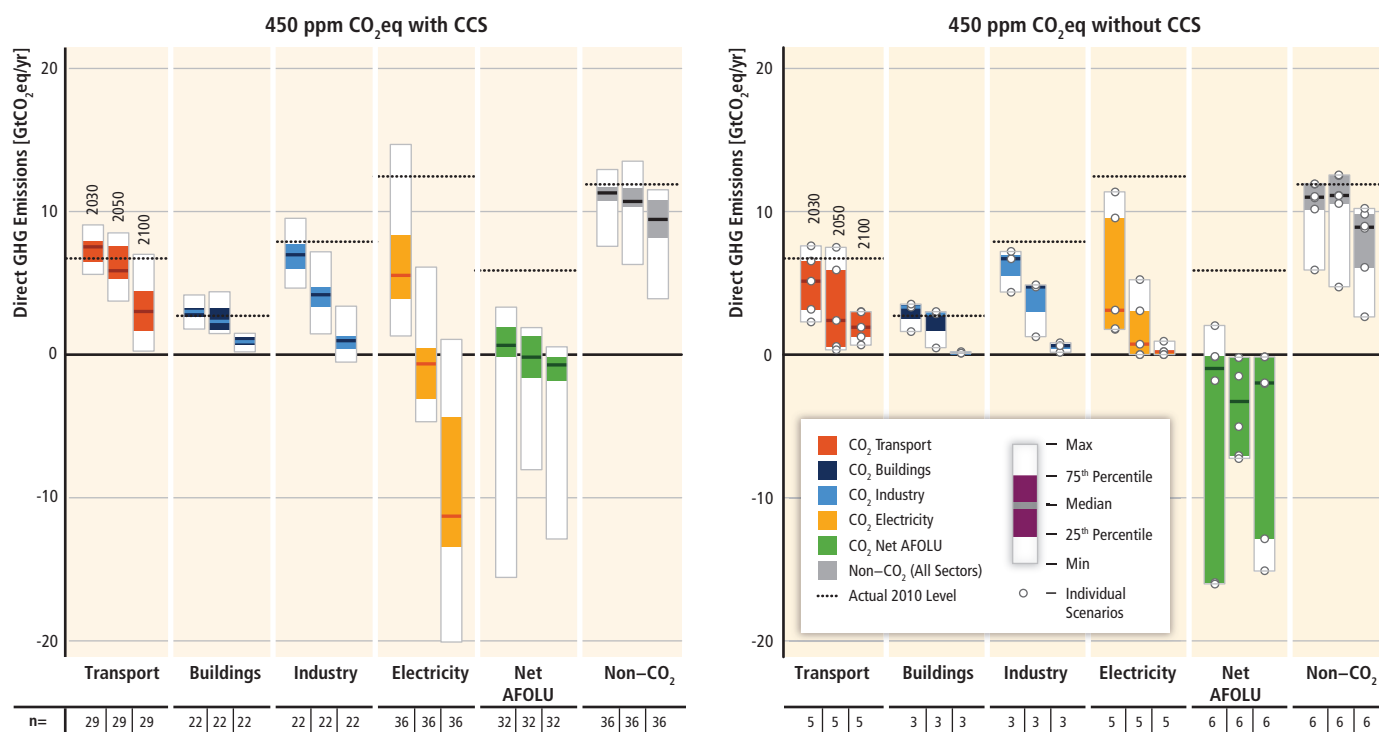 450 ppm CO₂eq with CCS
Direct GHG Emissions [GtCO₂eq/yr]
20
10
0
-10
-20
2030
2050
2100
Transport
Buildings
Industry
Electricity
Net
AFOLU
Non–CO₂
n=
29 29 29
22 22 22
22 22 22
36 36 36
32 32 32
36 36 36
450 ppm CO₂eq without CCS
Direct GHG Emissions [GtCO₂eq/yr]
20
10
0
-10
-20
2030
2050
2100
CO₂ Transport
CO₂ Buildings
CO₂ Industry
CO₂ Electricity
CO₂ Net AFOLU
Non–CO₂ (All Sectors)
Actual 2010 Level
Max
75th Percentile
Median
25th Percentile
Min
Individual
Scenarios
Transport
Buildings
Industry
Electricity
Net
AFOLU
Non–CO₂
5 5 5
3 3 3
3 3 3
5 5 5
6 6 6
6 6 6